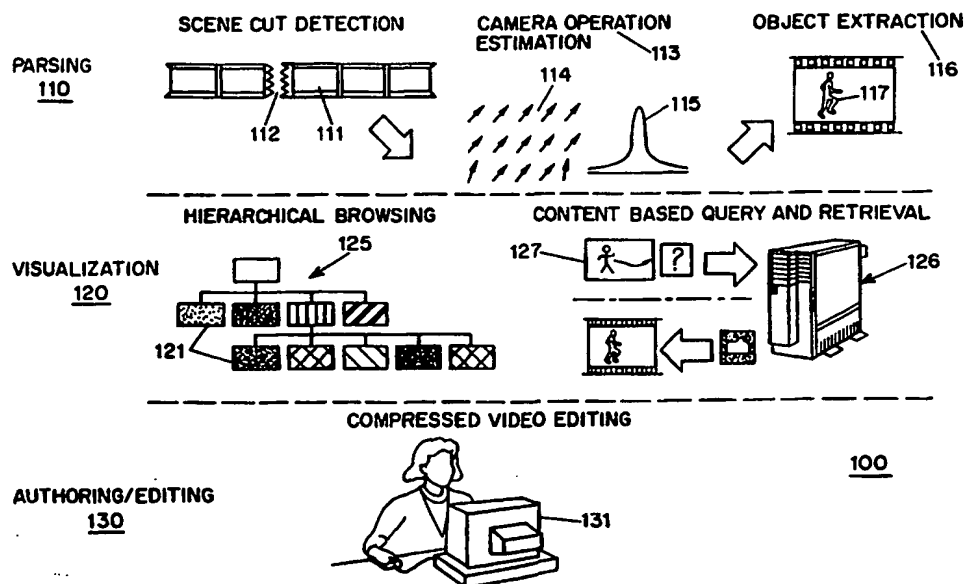 SCENE CUT DETECTION
CAMERA OPERATION
ESTIMATION
113
OBJECT EXTRACTION
116
PARSING
110
112
111
114
115
117
HIERARCHICAL BROWSING
CONTENT BASED QUERY AND RETRIEVAL
VISUALIZATION
120
125
121
127
?
126
COMPRESSED VIDEO EDITING
AUTHORING/EDITING
130
131
100